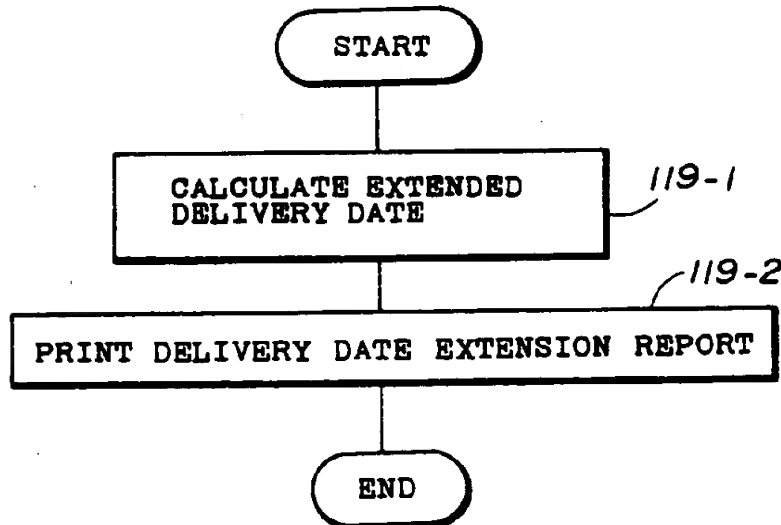 START
CALCULATE EXTENDED
DELIVERY DATE
119-1
119-2
PRINT DELIVERY DATE EXTENSION REPORT
END